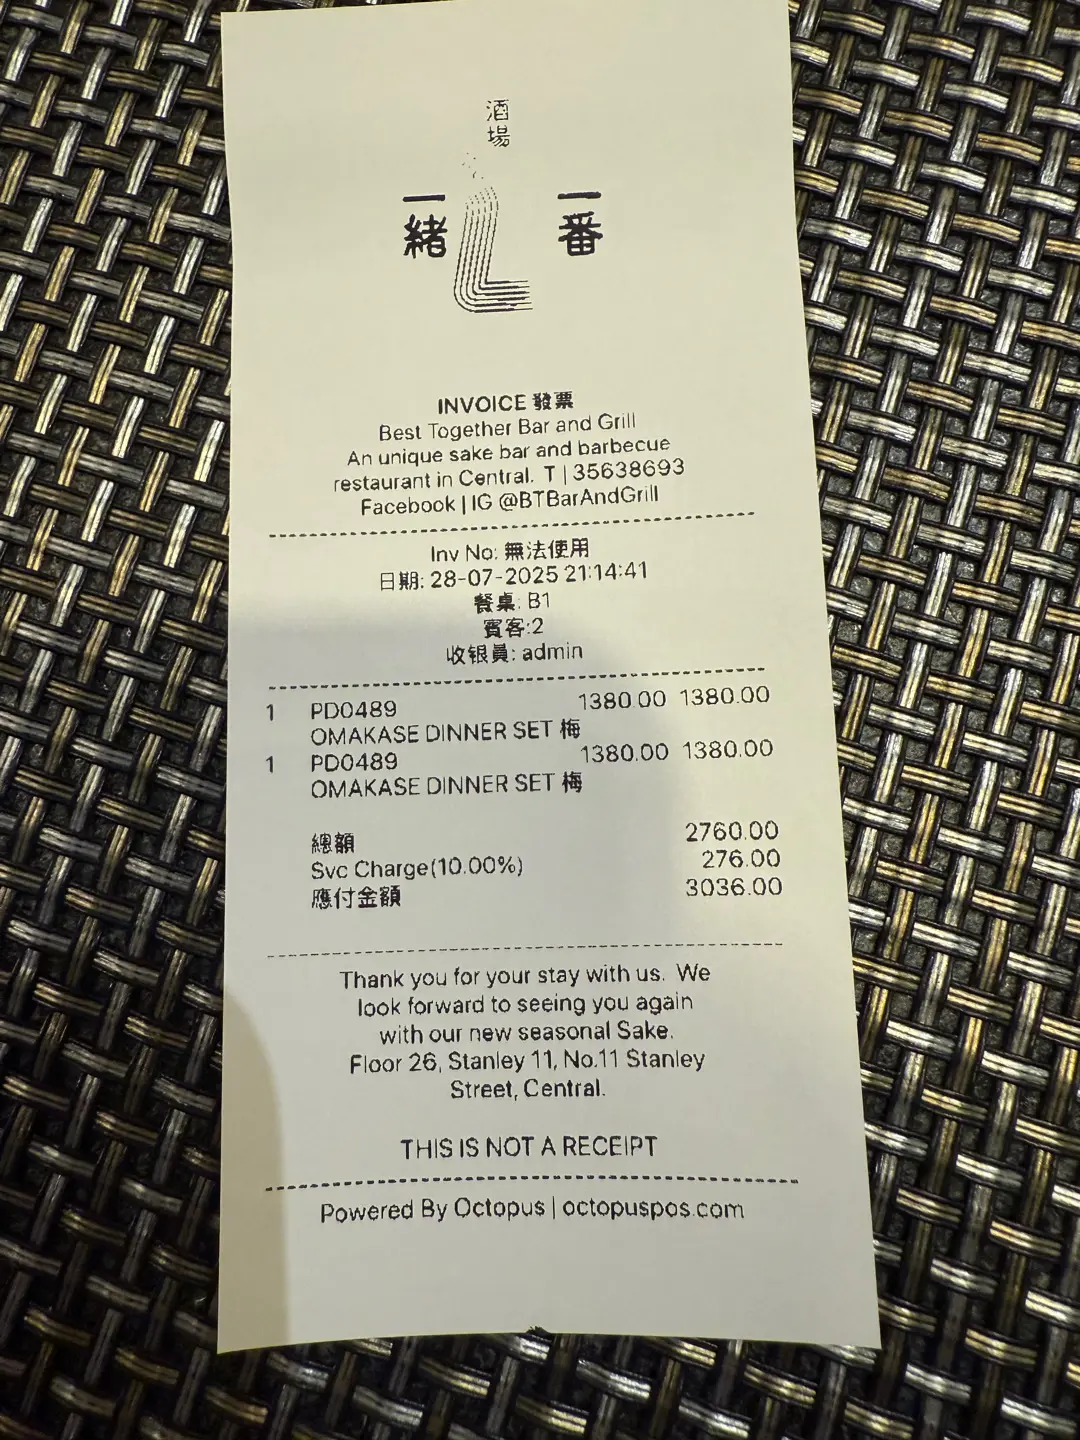 酒場
一緒
一番
INVOICE 發票
Best Together Bar and Grill
An unique sake bar and barbecue
restaurant in Central. T | 35638693
Facebook | IG @BTBarAndGrill
Inv No: 無法使用
日期: 28-07-2025 21:14:41
餐桌: B1
賓客:2
收银員: admin
1 PD0489 1380.00 1380.00
OMAKASE DINNER SET 梅
1 PD0489 1380.00 1380.00
OMAKASE DINNER SET 梅
總額 2760.00
Svc Charge(10.00%) 276.00
應付金額 3036.00
Thank you for your stay with us. We
look forward to seeing you again
with our new seasonal Sake.
Floor 26, Stanley 11, No.11 Stanley
Street, Central.
THIS IS NOT A RECEIPT
Powered By Octopus | octopuspos.com